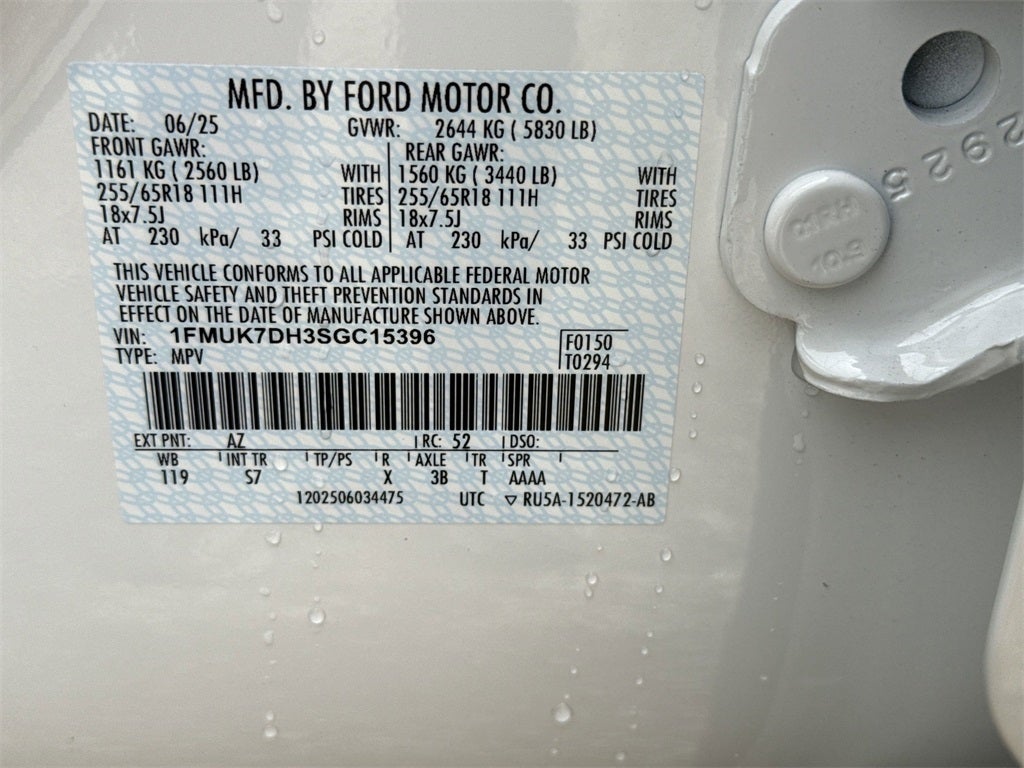 MFD. BY FORD MOTOR CO.
DATE: 06/25 GVWR: 2644 KG ( 5830 LB)
FRONT GAWR: REAR GAWR:
1161 KG ( 2560 LB) WITH 1560 KG ( 3440 LB) WITH
255/65R18 111H TIRES 255/65R18 111H TIRES
18x7.5J RIMS 18x7.5J RIMS
AT 230 kPa/ 33 PSI COLD AT 230 kPa/ 33 PSI COLD
THIS VEHICLE CONFORMS TO ALL APPLICABLE FEDERAL MOTOR
VEHICLE SAFETY AND THEFT PREVENTION STANDARDS IN
EFFECT ON THE DATE OF MANUFACTURE SHOWN ABOVE.
VIN: 1FMUK7DH3SGC15396 F0150
TYPE: MPV T0294
EXT PNT: AZ RC: 52 DSO:
WB INT TR TP/PS R AXLE TR SPR
119 S7 X 3B T AAAA
1202506034475 UTC ▽ RU5A-1520472-AB
2925
10.9